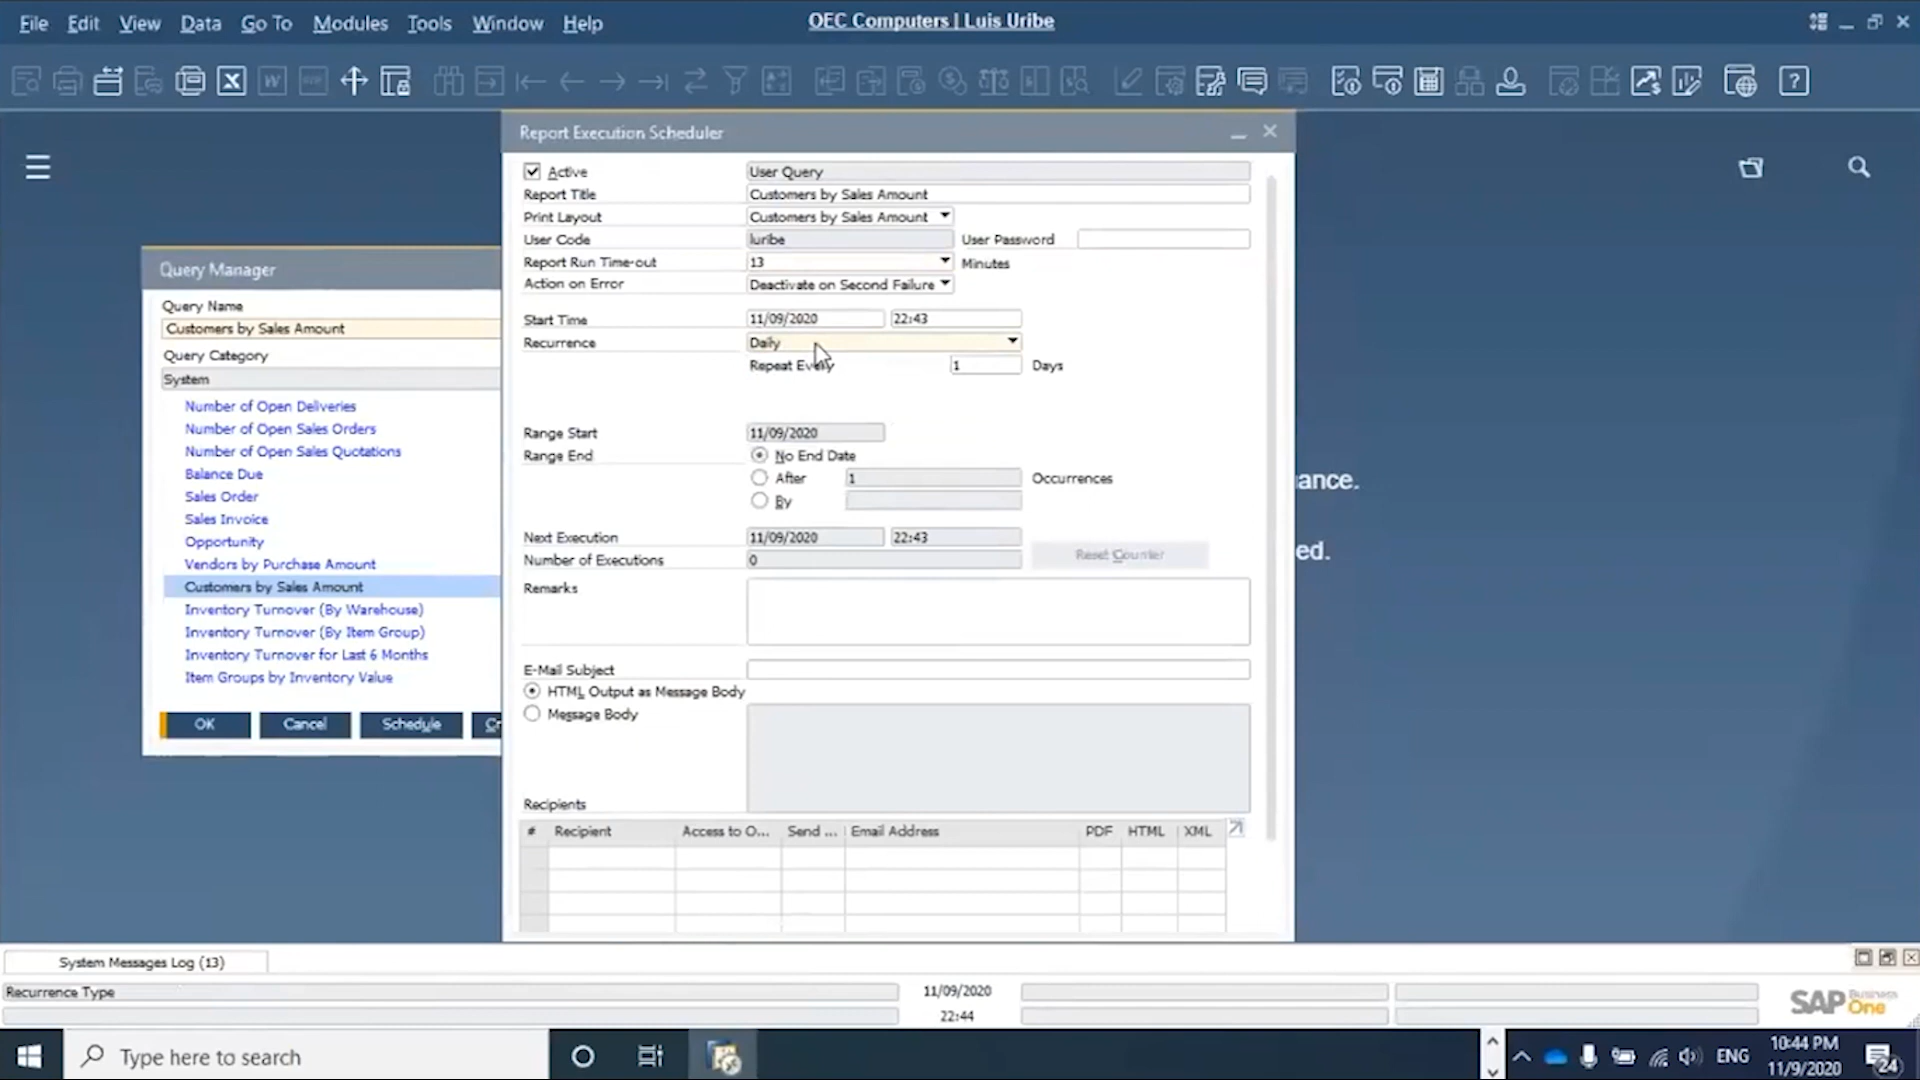 File Edit View Data Go To Modules Tools Window Help
OEC Computers | Luis Uribe
Report Execution Scheduler
Active User Query
Report Title Customers by Sales Amount
Print Layout Customers by Sales Amount
User Code luribe User Password
Report Run Time-out 13 Minutes
Action on Error Deactivate on Second Failure
Start Time 11/09/2020 22:43
Recurrence Daily
Repeat Every 1 Days
Range Start 11/09/2020
Range End No End Date
After 1 Occurrences
By
Next Execution 11/09/2020 22:43
Number of Executions 0
Reset Counter
Remarks
E-Mail Subject
HTML Output as Message Body
Message Body
Recipients
# Recipient Access to O... Send ... Email Address PDF HTML XML
Query Manager
Query Name
Customers by Sales Amount
Query Category
System
Number of Open Deliveries
Number of Open Sales Orders
Number of Open Sales Quotations
Balance Due
Sales Order
Sales Invoice
Opportunity
Vendors by Purchase Amount
Customers by Sales Amount
Inventory Turnover (By Warehouse)
Inventory Turnover (By Item Group)
Inventory Turnover for Last 6 Months
Item Groups by Inventory Value
OK Cancel Schedule Cr
ance.
ed.
System Messages Log (13)
Recurrence Type
11/09/2020
22:44
SAP Business One
Type here to search
ENG
10:44 PM
11/9/2020
24